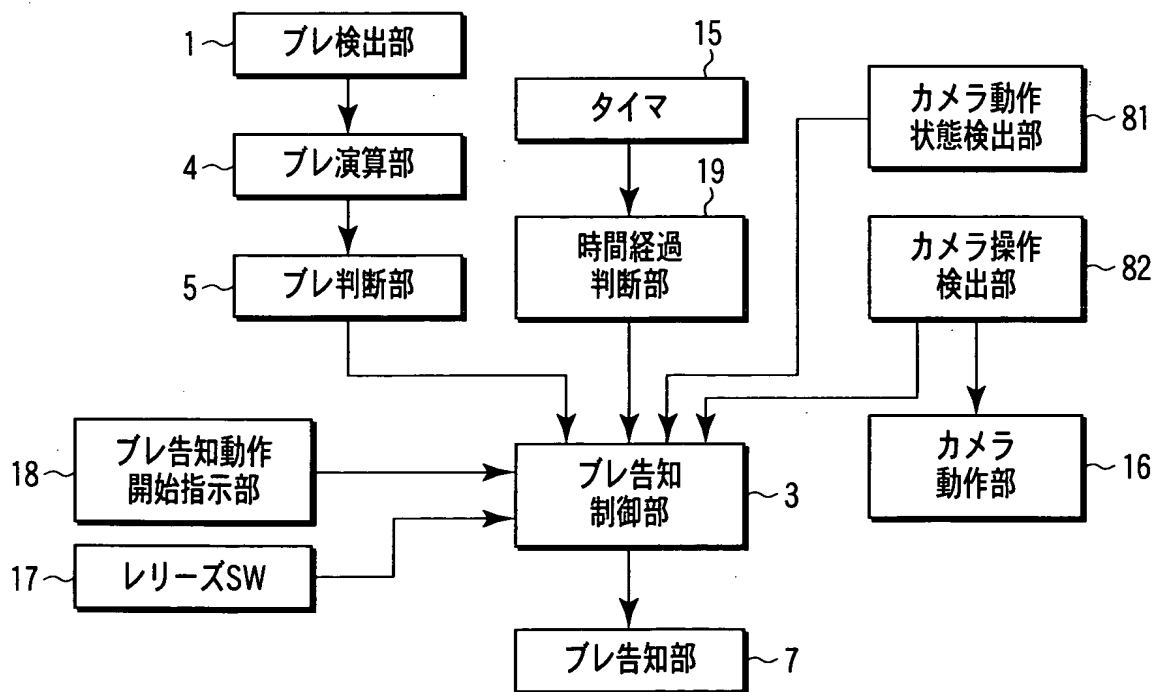 1
ブレ検出部
15
タイマ
カメラ動作
状態検出部
81
4
ブレ演算部
19
時間経過
判断部
カメラ操作
検出部
82
5
ブレ判断部
18
ブレ告知動作
開始指示部
ブレ告知
制御部
3
カメラ
動作部
16
17
レリーズSW
ブレ告知部
7